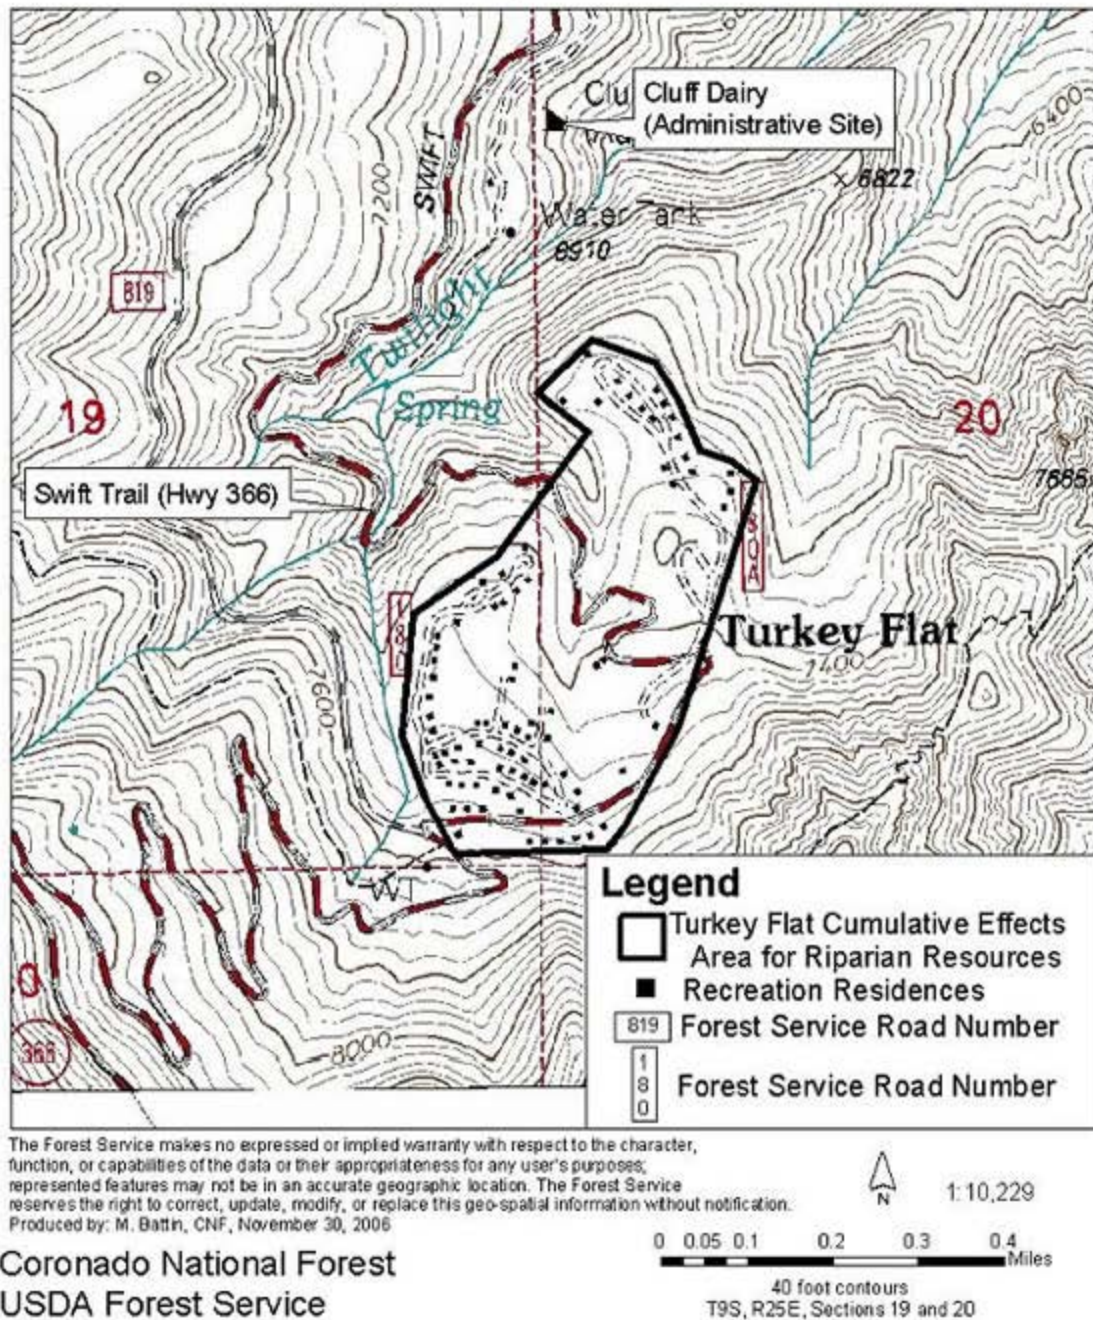 Cluff Dairy
(Administrative Site)
Clu
6400
6822
SWIFT
7200
Water Tank
6910
819
Twilight
Spring
19
20
7685
Swift Trail (Hwy 366)
180
Turkey Flat
7400
7600
WT
8000
366
Legend
Turkey Flat Cumulative Effects
Area for Riparian Resources
Recreation Residences
819 Forest Service Road Number
1
8
0
Forest Service Road Number
The Forest Service makes no expressed or implied warranty with respect to the character,
function, or capabilities of the data or their appropriateness for any user's purposes;
represented features may not be in an accurate geographic location. The Forest Service
reserves the right to correct, update, modify, or replace this geo-spatial information without notification.
Produced by: M. Battin, CNF, November 30, 2006
N
1:10,229
0 0.05 0.1 0.2 0.3 0.4
Miles
40 foot contours
T9S, R25E, Sections 19 and 20
Coronado National Forest
USDA Forest Service